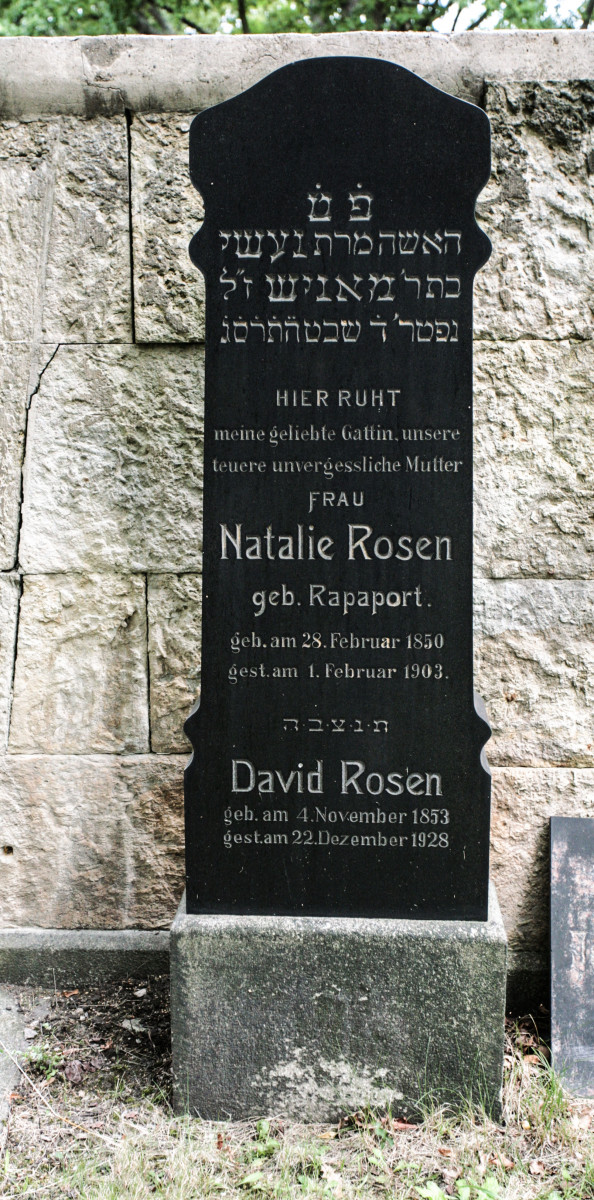 פ׳ ט׳
האשה מרת נעשי
בת ר׳ מאניש ז״ל
נפטר׳ ד׳ שבט התרסג
HIER RUHT
meine geliebte Gattin, unsere
teuere unvergessliche Mutter
FRAU
Natalie Rosen
geb. Rapaport.
geb. am 28. Februar 1850
gest. am 1. Februar 1903.
ת·נ·צ·ב·ה
David Rosen
geb. am 4. November 1853
gest. am 22. Dezember 1928